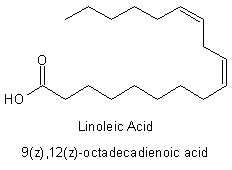 O
HO
Linoleic Acid
9(z),12(z)-octadecadienoic acid